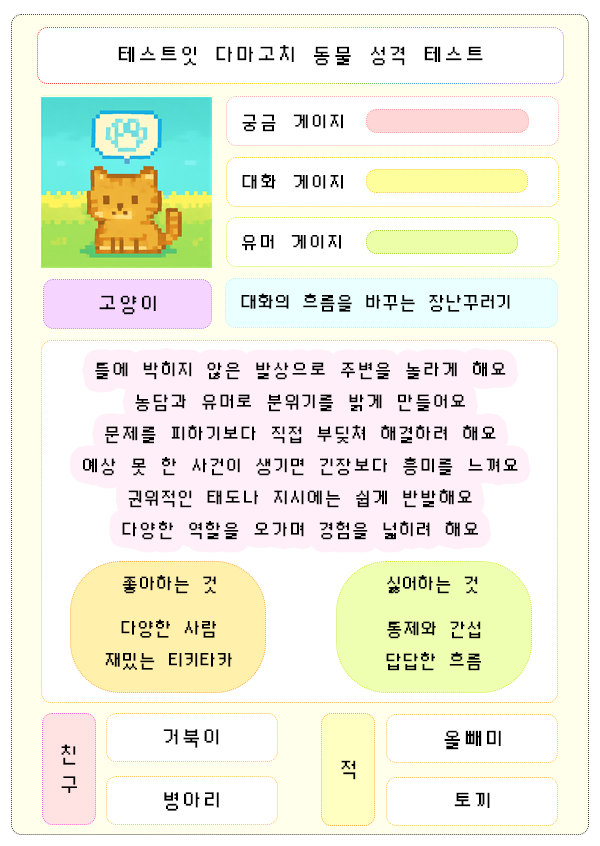 테스트잇 다마고치 동물 성격 테스트
궁금 게이지
대화 게이지
유머 게이지
고양이
대화의 흐름을 바꾸는 장난꾸러기
틀에 박히지 않은 발상으로 주변을 놀라게 해요
농담과 유머로 분위기를 밝게 만들어요
문제를 피하기보다 직접 부딪쳐 해결하려 해요
예상 못 한 사건이 생기면 긴장보다 흥미를 느껴요
권위적인 태도나 지시에는 쉽게 반발해요
다양한 역할을 오가며 경험을 넓히려 해요
좋아하는 것
다양한 사람
재밌는 티키타카
싫어하는 것
통제와 간섭
답답한 흐름
친구
거북이
병아리
적
올빼미
토끼